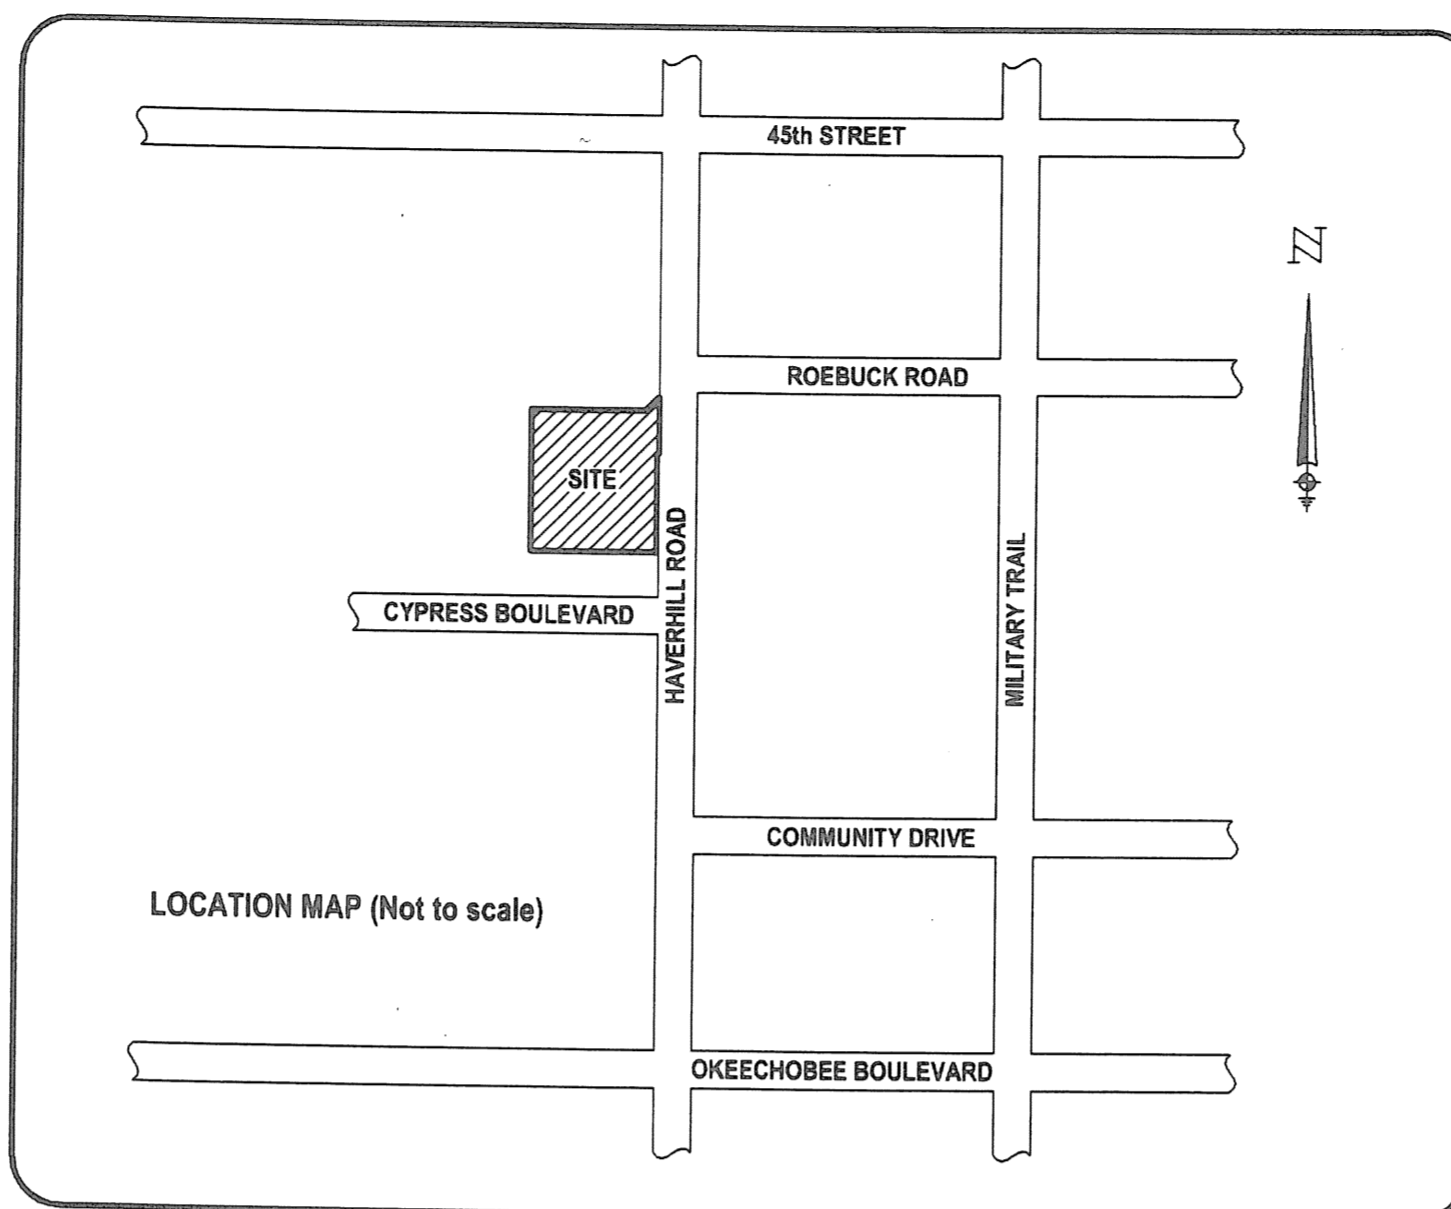 45th STREET
N
ROEBUCK ROAD
SITE
HAVERHILL ROAD
MILITARY TRAIL
CYPRESS BOULEVARD
COMMUNITY DRIVE
LOCATION MAP (Not to scale)
OKEECHOBEE BOULEVARD